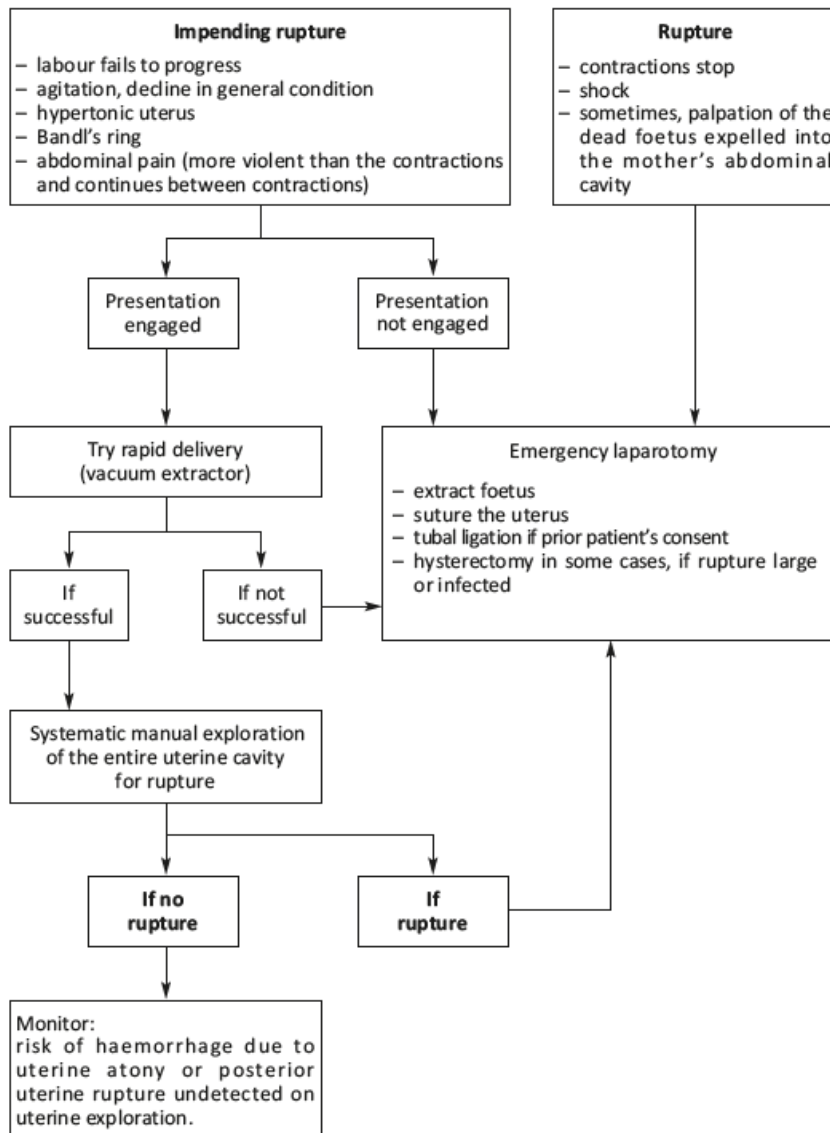 Impending rupture
– labour fails to progress
– agitation, decline in general condition
– hypertonic uterus
– Bandl's ring
– abdominal pain (more violent than the contractions
and continues between contractions)
Rupture
– contractions stop
– shock
– sometimes, palpation of the
dead foetus expelled into
the mother's abdominal
cavity
Presentation
engaged
Presentation
not engaged
Try rapid delivery
(vacuum extractor)
Emergency laparotomy
– extract foetus
– suture the uterus
– tubal ligation if prior patient's consent
– hysterectomy in some cases, if rupture large
or infected
If
successful
If not
successful
Systematic manual exploration
of the entire uterine cavity
for rupture
If no
rupture
If
rupture
Monitor:
risk of haemorrhage due to
uterine atony or posterior
uterine rupture undetected on
uterine exploration.